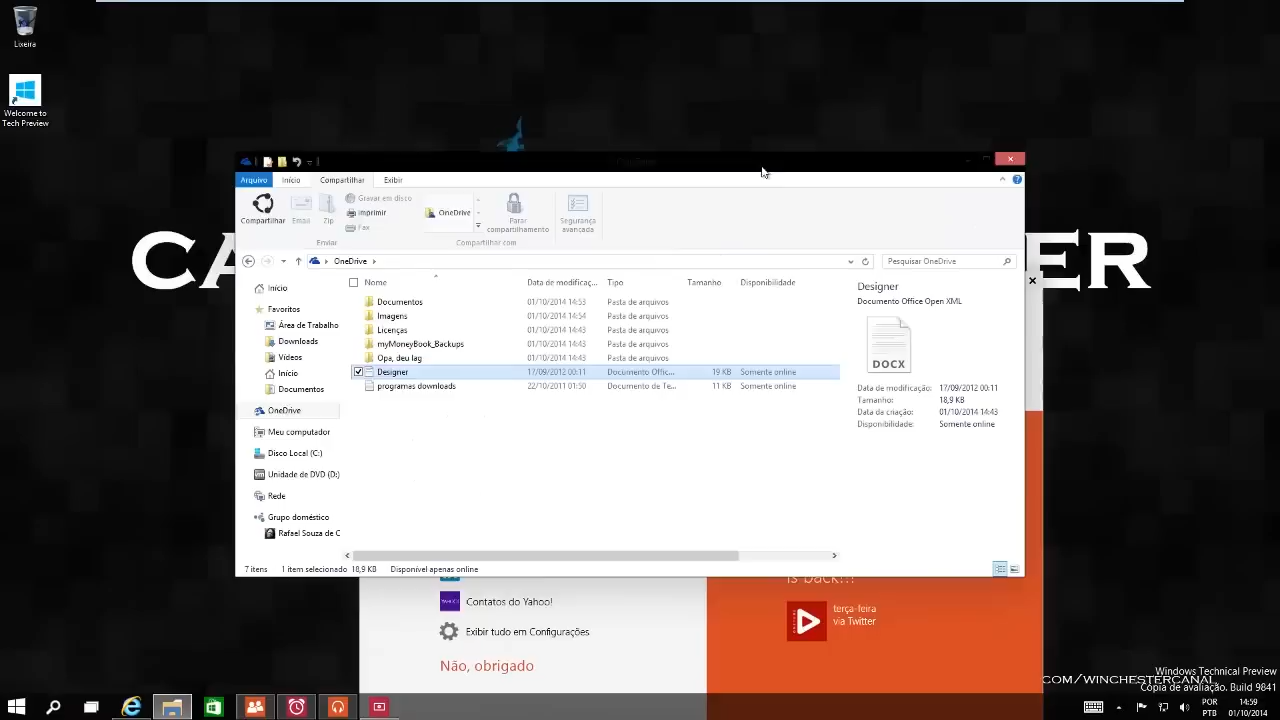 Lixeira
Welcome to
Tech Preview
CA
ER
Arquivo Início Compartilhar Exibir
Compartilhar
Email
Zip
Gravar em disco
Imprimir
Fax
Enviar
OneDrive
Parar
compartilhamento
Compartilhar com
Segurança
avançada
OneDrive
Pesquisar OneDrive
Início
Favoritos
Área de Trabalho
Downloads
Vídeos
Início
Documentos
OneDrive
Meu computador
Disco Local (C:)
Unidade de DVD (D:)
Rede
Grupo doméstico
Rafael Souza de C
Nome Data de modificaç... Tipo Tamanho Disponibilidade
Documentos 01/10/2014 14:53 Pasta de arquivos
Imagens 01/10/2014 14:54 Pasta de arquivos
Licenças 01/10/2014 14:43 Pasta de arquivos
myMoneyBook_Backups 01/10/2014 14:43 Pasta de arquivos
Opa, deu lag 01/10/2014 14:43 Pasta de arquivos
Designer 17/09/2012 00:11 Documento Offic... 19 KB Somente online
programas downloads 22/10/2011 01:50 Documento de Te... 11 KB Somente online
Designer
Documento Office Open XML
DOCX
Data de modificação: 17/09/2012 00:11
Tamanho: 18,9 KB
Data da criação: 01/10/2014 14:43
Disponibilidade: Somente online
7 itens 1 item selecionado 18,9 KB Disponível apenas online
is back!!!
Contatos do Yahoo!
Exibir tudo em Configurações
Não, obrigado
terça-feira
via Twitter
Windows Technical Preview
COM/WINCHESTERCANAL
Cópia de avaliação. Build 9841
POR
PTB
14:59
01/10/2014